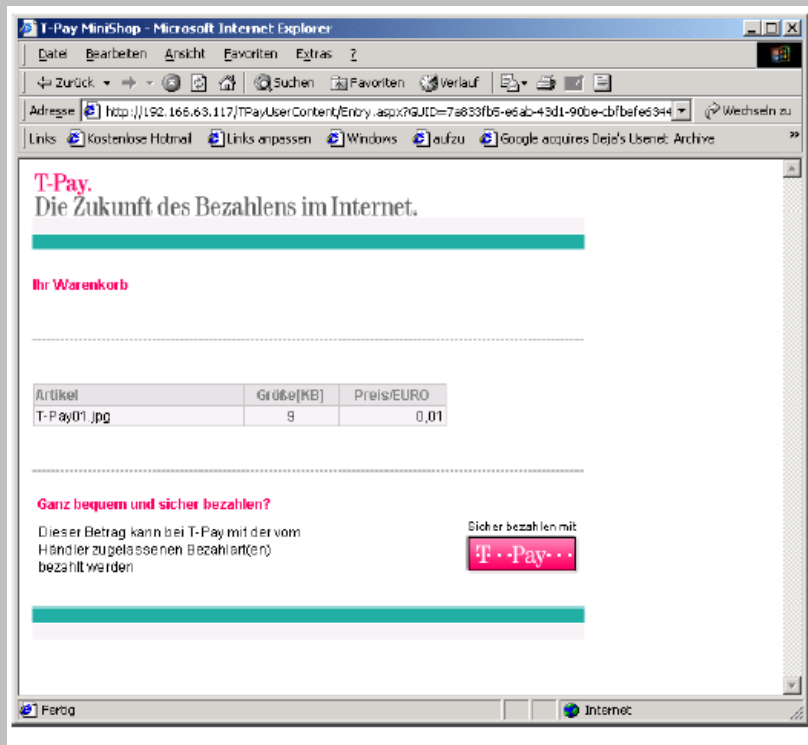 T-Pay MiniShop - Microsoft Internet Explorer
Datei Bearbeiten Ansicht Favoriten Extras ?
Zurück Suchen Favoriten Verlauf
Adresse http://192.166.63.117/TPayUserContent/Entry.aspx?GUID=7a833fb5-e6ab-43d1-90be-cbfbefe6344 Wechseln zu
Links Kostenlose Hotmail Links anpassen Windows aufzu Google acquires Deja's Usenet Archive »
T-Pay.
Die Zukunft des Bezahlens im Internet.
Ihr Warenkorb
Artikel Größe[KB] Preis/EURO
T-Pay01.jpg 9 0,01
Ganz bequem und sicher bezahlen?
Dieser Betrag kann bei T-Pay mit der vom
Händler zugelassenen Bezahlart(en)
bezahlt werden
Sicher bezahlen mit
T··Pay···
Fertig Internet